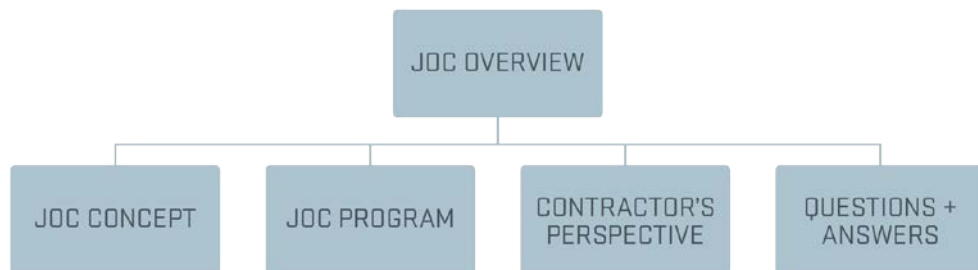 JOC OVERVIEW
JOC CONCEPT
JOC PROGRAM
CONTRACTOR'S
PERSPECTIVE
QUESTIONS +
ANSWERS